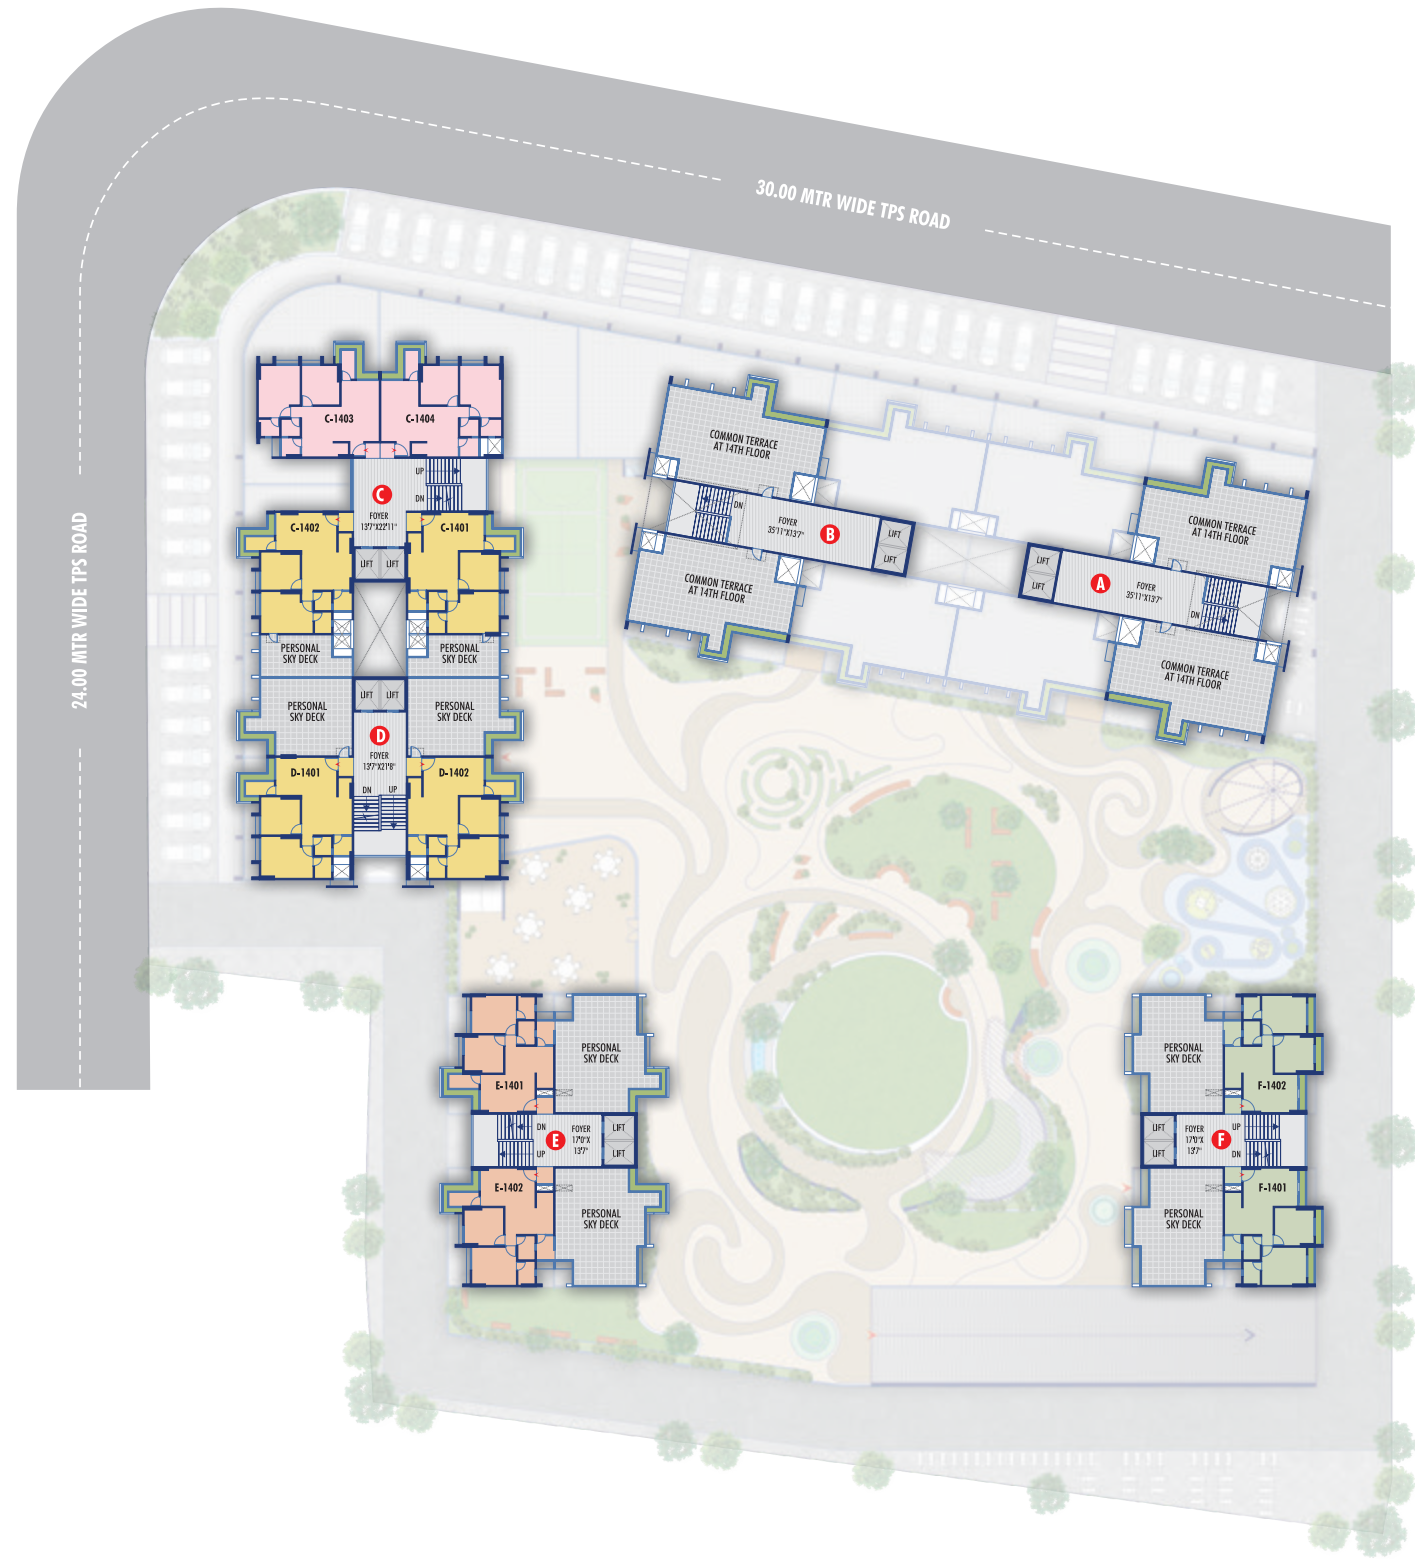 30.00 MTR WIDE TPS ROAD
24.00 MTR WIDE TPS ROAD
C-1403
C-1404
UP
DN
C
FOYER
13'7"X22'11"
C-1402
C-1401
LIFT
LIFT
PERSONAL
SKY DECK
PERSONAL
SKY DECK
LIFT
LIFT
PERSONAL
SKY DECK
PERSONAL
SKY DECK
D
FOYER
13'7"X21'8"
D-1401
D-1402
DN
UP
COMMON TERRACE
AT 14TH FLOOR
DN
FOYER
35'11"X13'7"
B
LIFT
LIFT
COMMON TERRACE
AT 14TH FLOOR
COMMON TERRACE
AT 14TH FLOOR
LIFT
LIFT
A
FOYER
35'11"X13'7"
DN
COMMON TERRACE
AT 14TH FLOOR
PERSONAL
SKY DECK
E-1401
DN
UP
E
FOYER
17'0"X
13'7"
LIFT
LIFT
E-1402
PERSONAL
SKY DECK
PERSONAL
SKY DECK
F-1402
LIFT
LIFT
FOYER
17'0"X
13'7"
F
UP
DN
F-1401
PERSONAL
SKY DECK